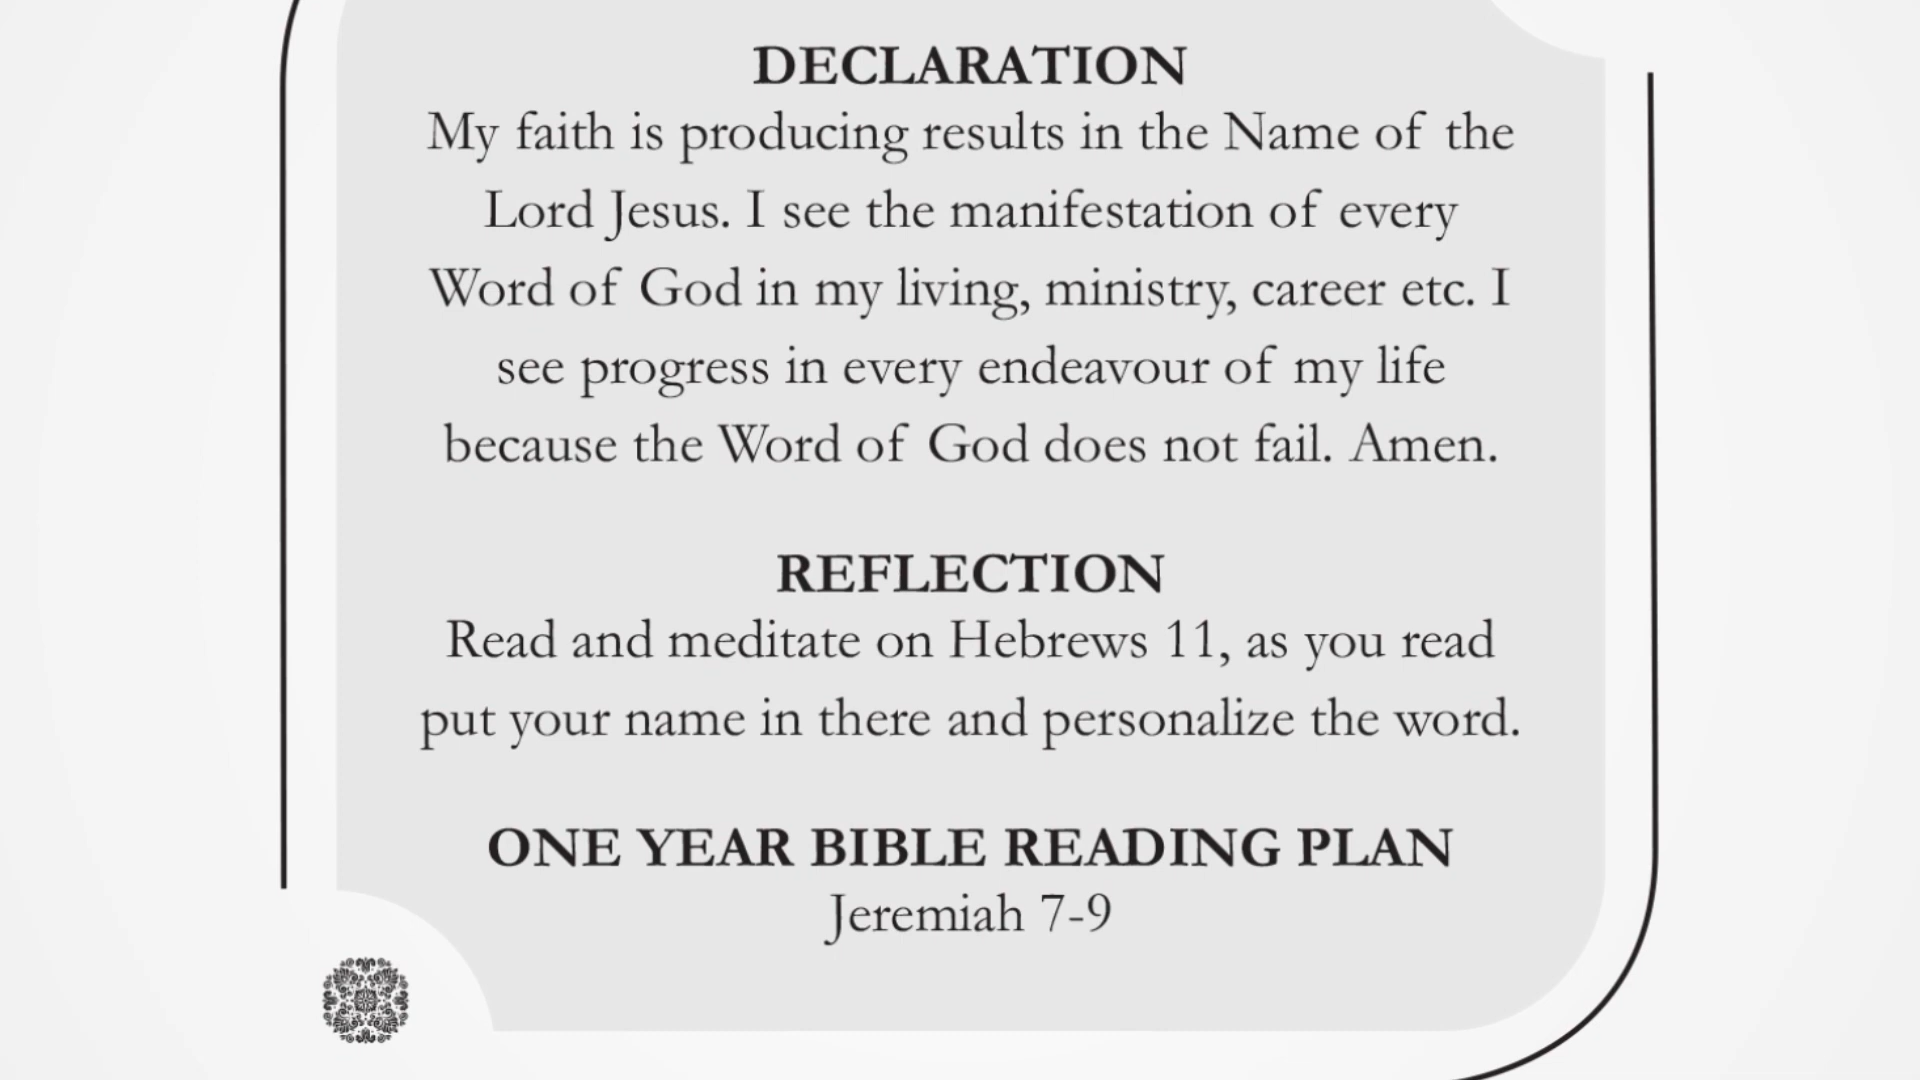 DECLARATION
My faith is producing results in the Name of the
Lord Jesus. I see the manifestation of every
Word of God in my living, ministry, career etc. I
see progress in every endeavour of my life
because the Word of God does not fail. Amen.
REFLECTION
Read and meditate on Hebrews 11, as you read
put your name in there and personalize the word.
ONE YEAR BIBLE READING PLAN
Jeremiah 7-9